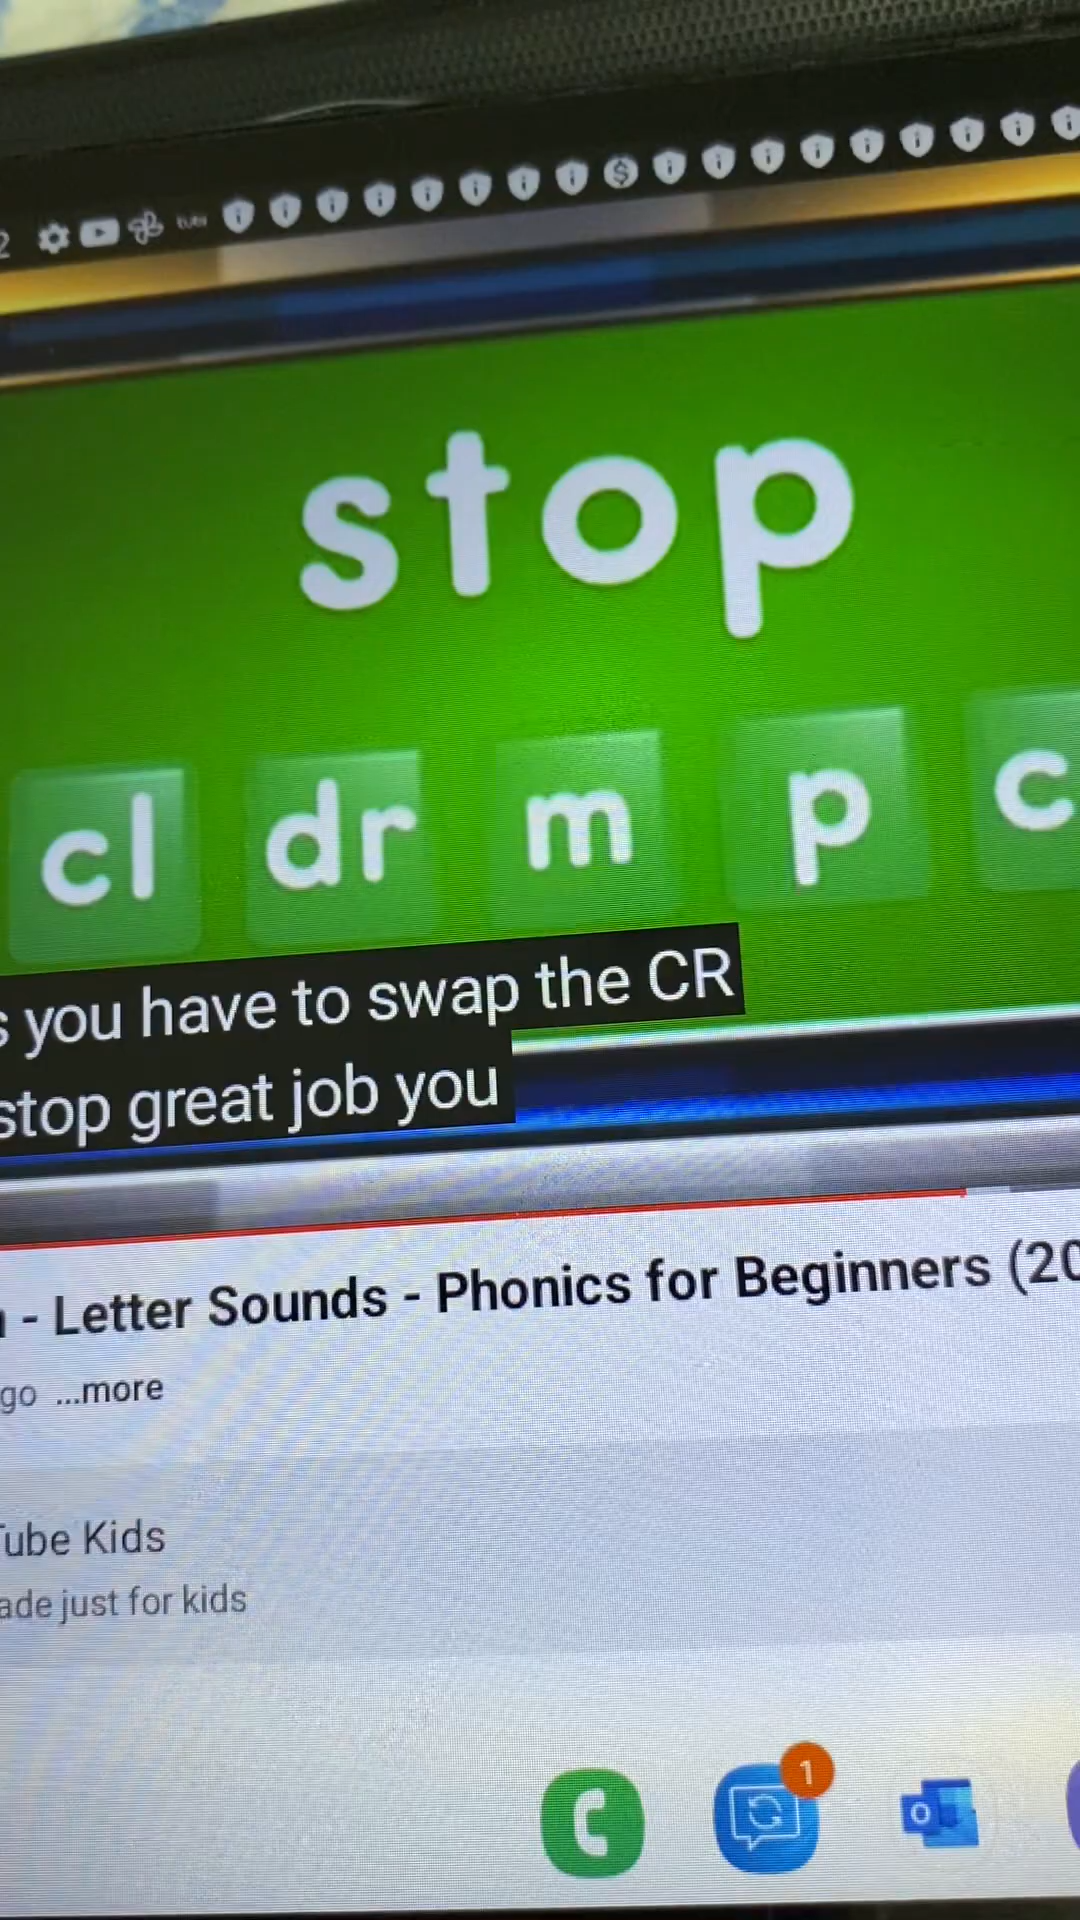 stop
cl dr m p c
you have to swap the CR
stop great job you
- Letter Sounds - Phonics for Beginners (20
go ...more
Tube Kids
ade just for kids
1